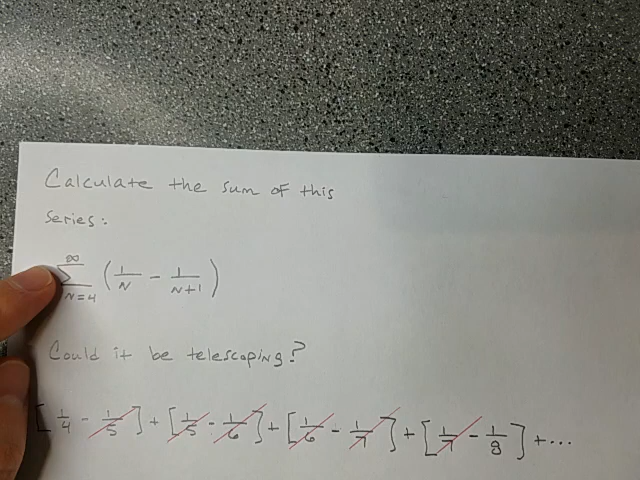 Calculate the sum of this
series:
∞
∑ (1/N - 1/(N+1))
N=4
Could it be telescoping?
[1/4 - 1/5] + [1/5 - 1/6] + [1/6 - 1/7] + [1/7 - 1/8] + ...